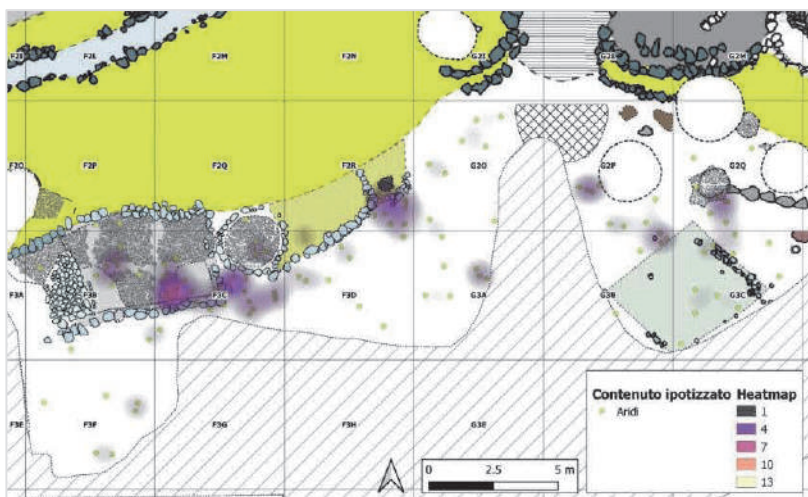 F2I F2L F2M F2N G2I G2L G2M
F2O F2P F2Q F2R G2O G2P G2Q
F3A F3B F3C F3D G3A G3B G3C
F3E F3F F3G F3H G3E
Contenuto ipotizzato Heatmap
Aridi 1
4
7
10
13
0 2.5 5 m